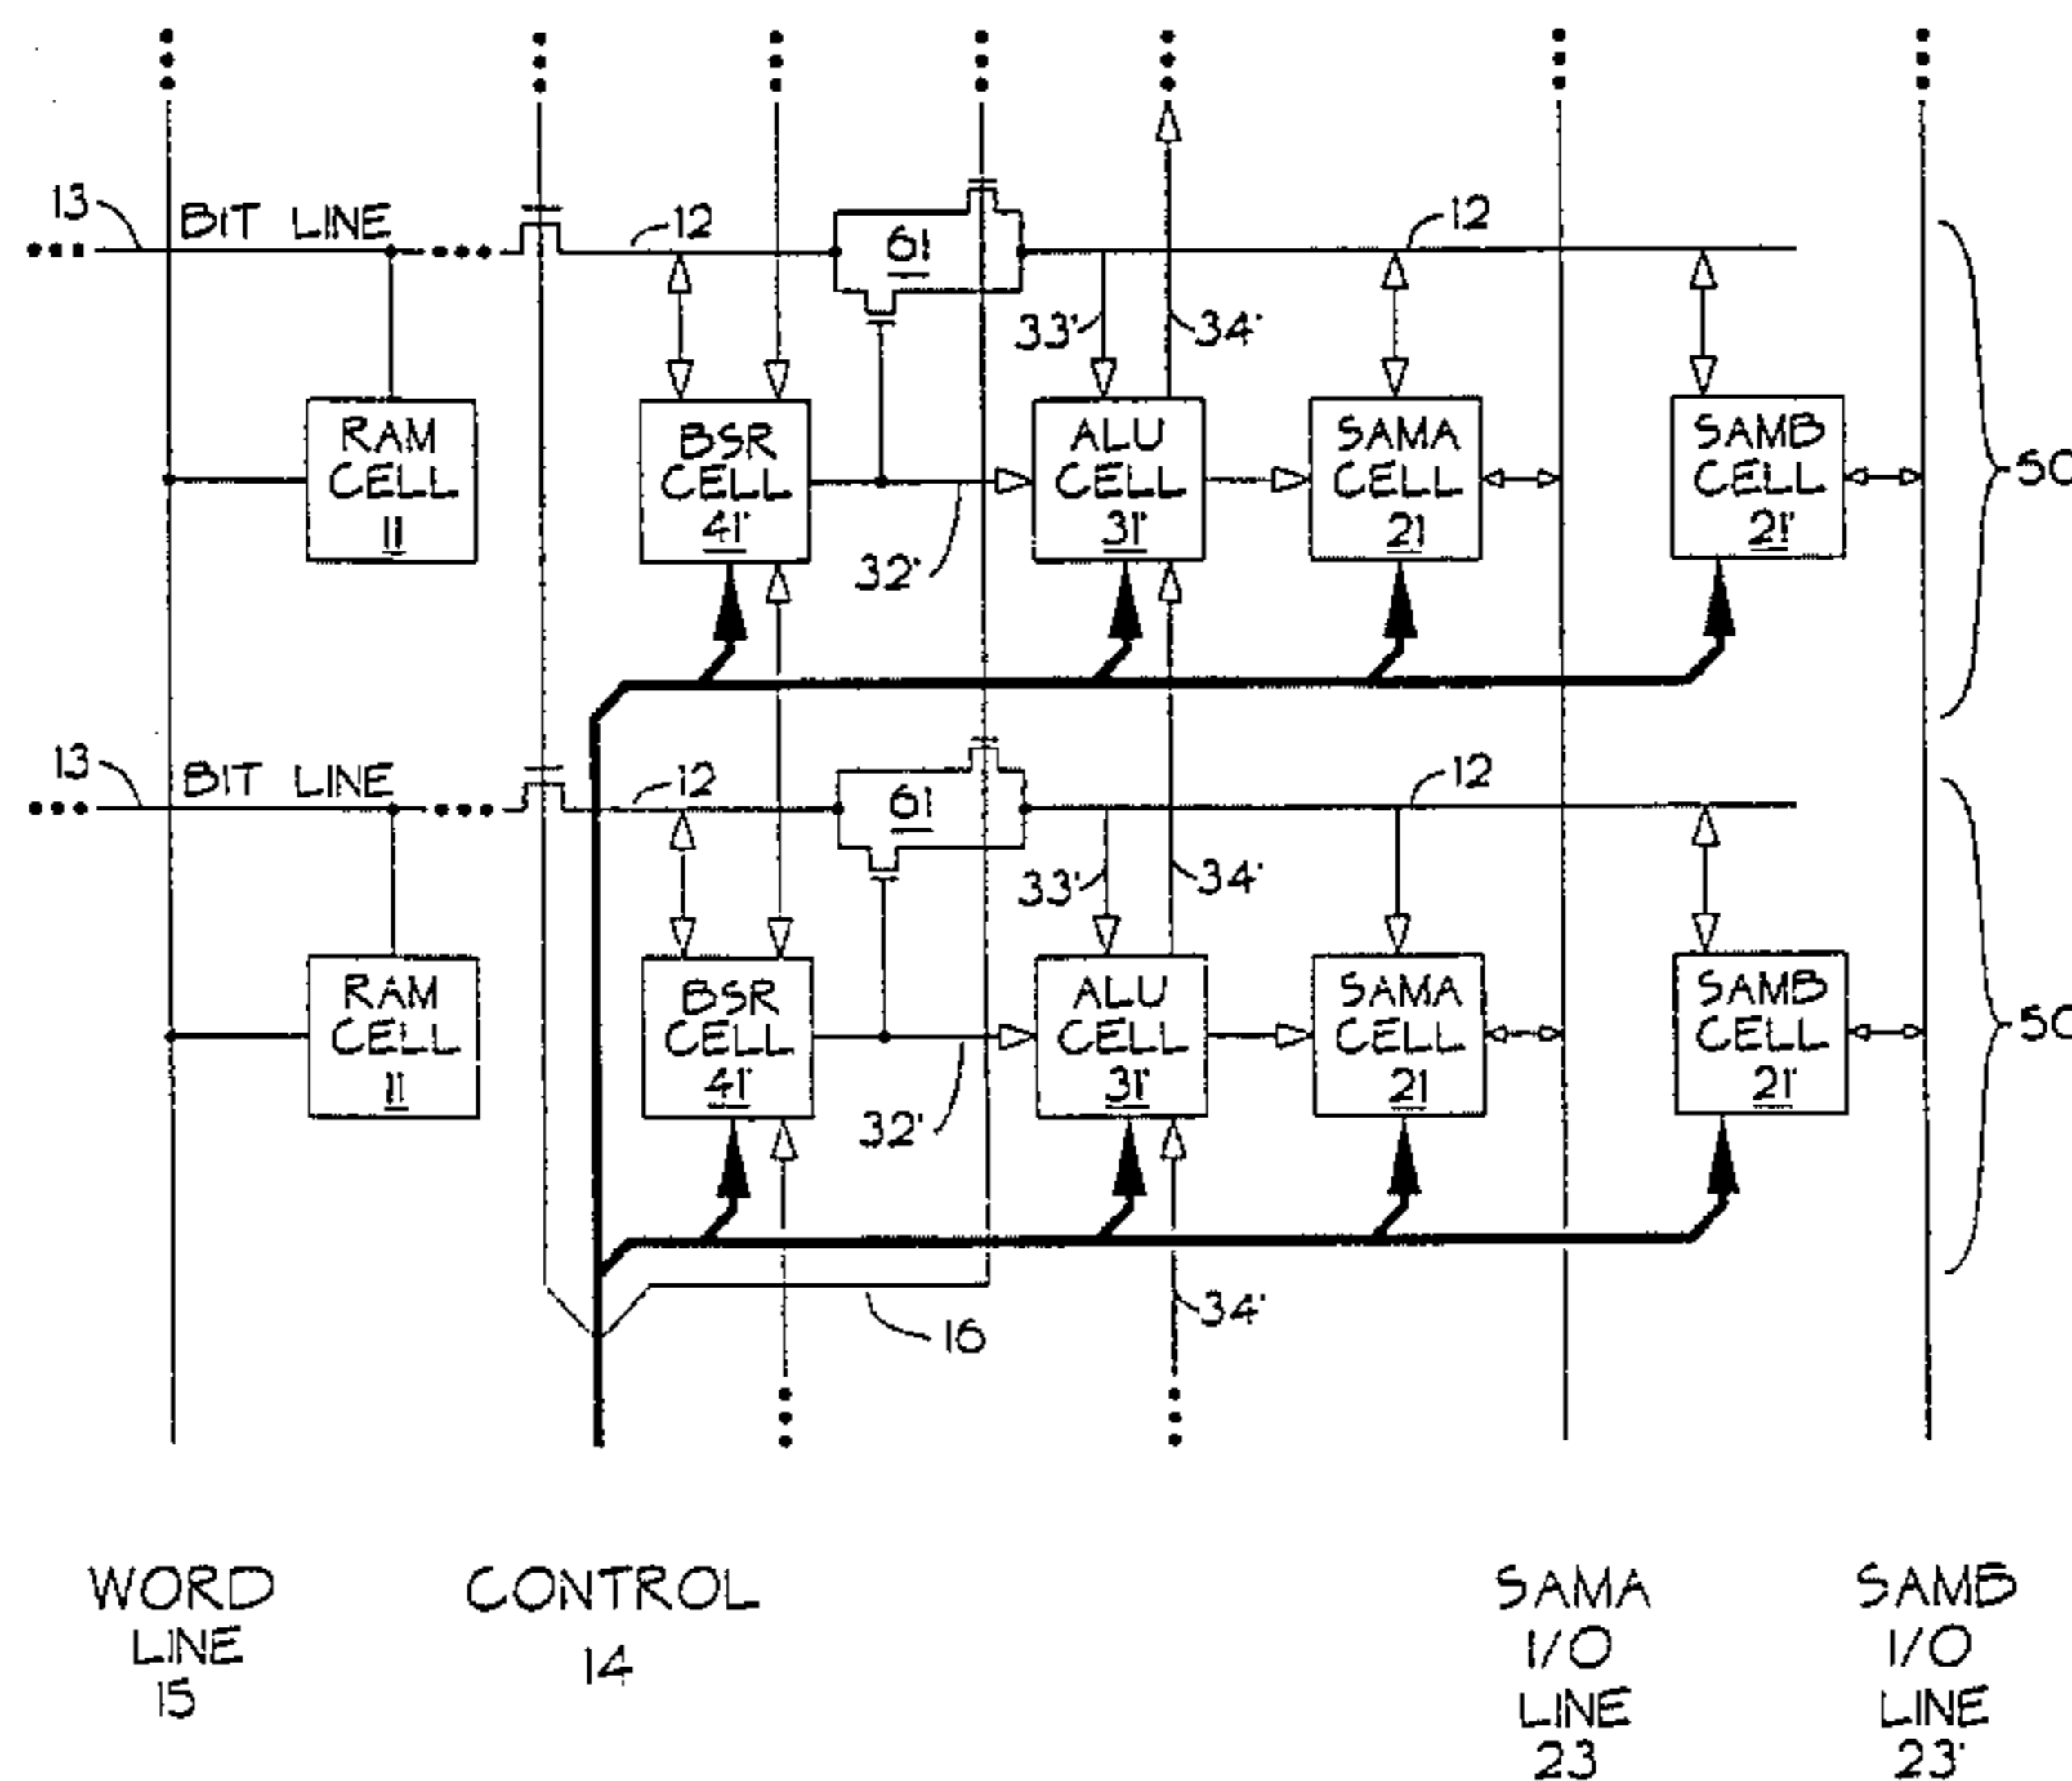 13
BIT LINE
12
61
12
33'
34'
RAM CELL 11
BSR CELL 41'
ALU CELL 31'
SAMA CELL 21
SAMB CELL 21'
50
32'
13
BIT LINE
12
61
12
33'
34'
RAM CELL 11
BSR CELL 41'
ALU CELL 31'
SAMA CELL 21
SAMB CELL 21'
50
32'
34'
16
WORD LINE 15
CONTROL 14
SAMA I/O LINE 23
SAMB I/O LINE 23'